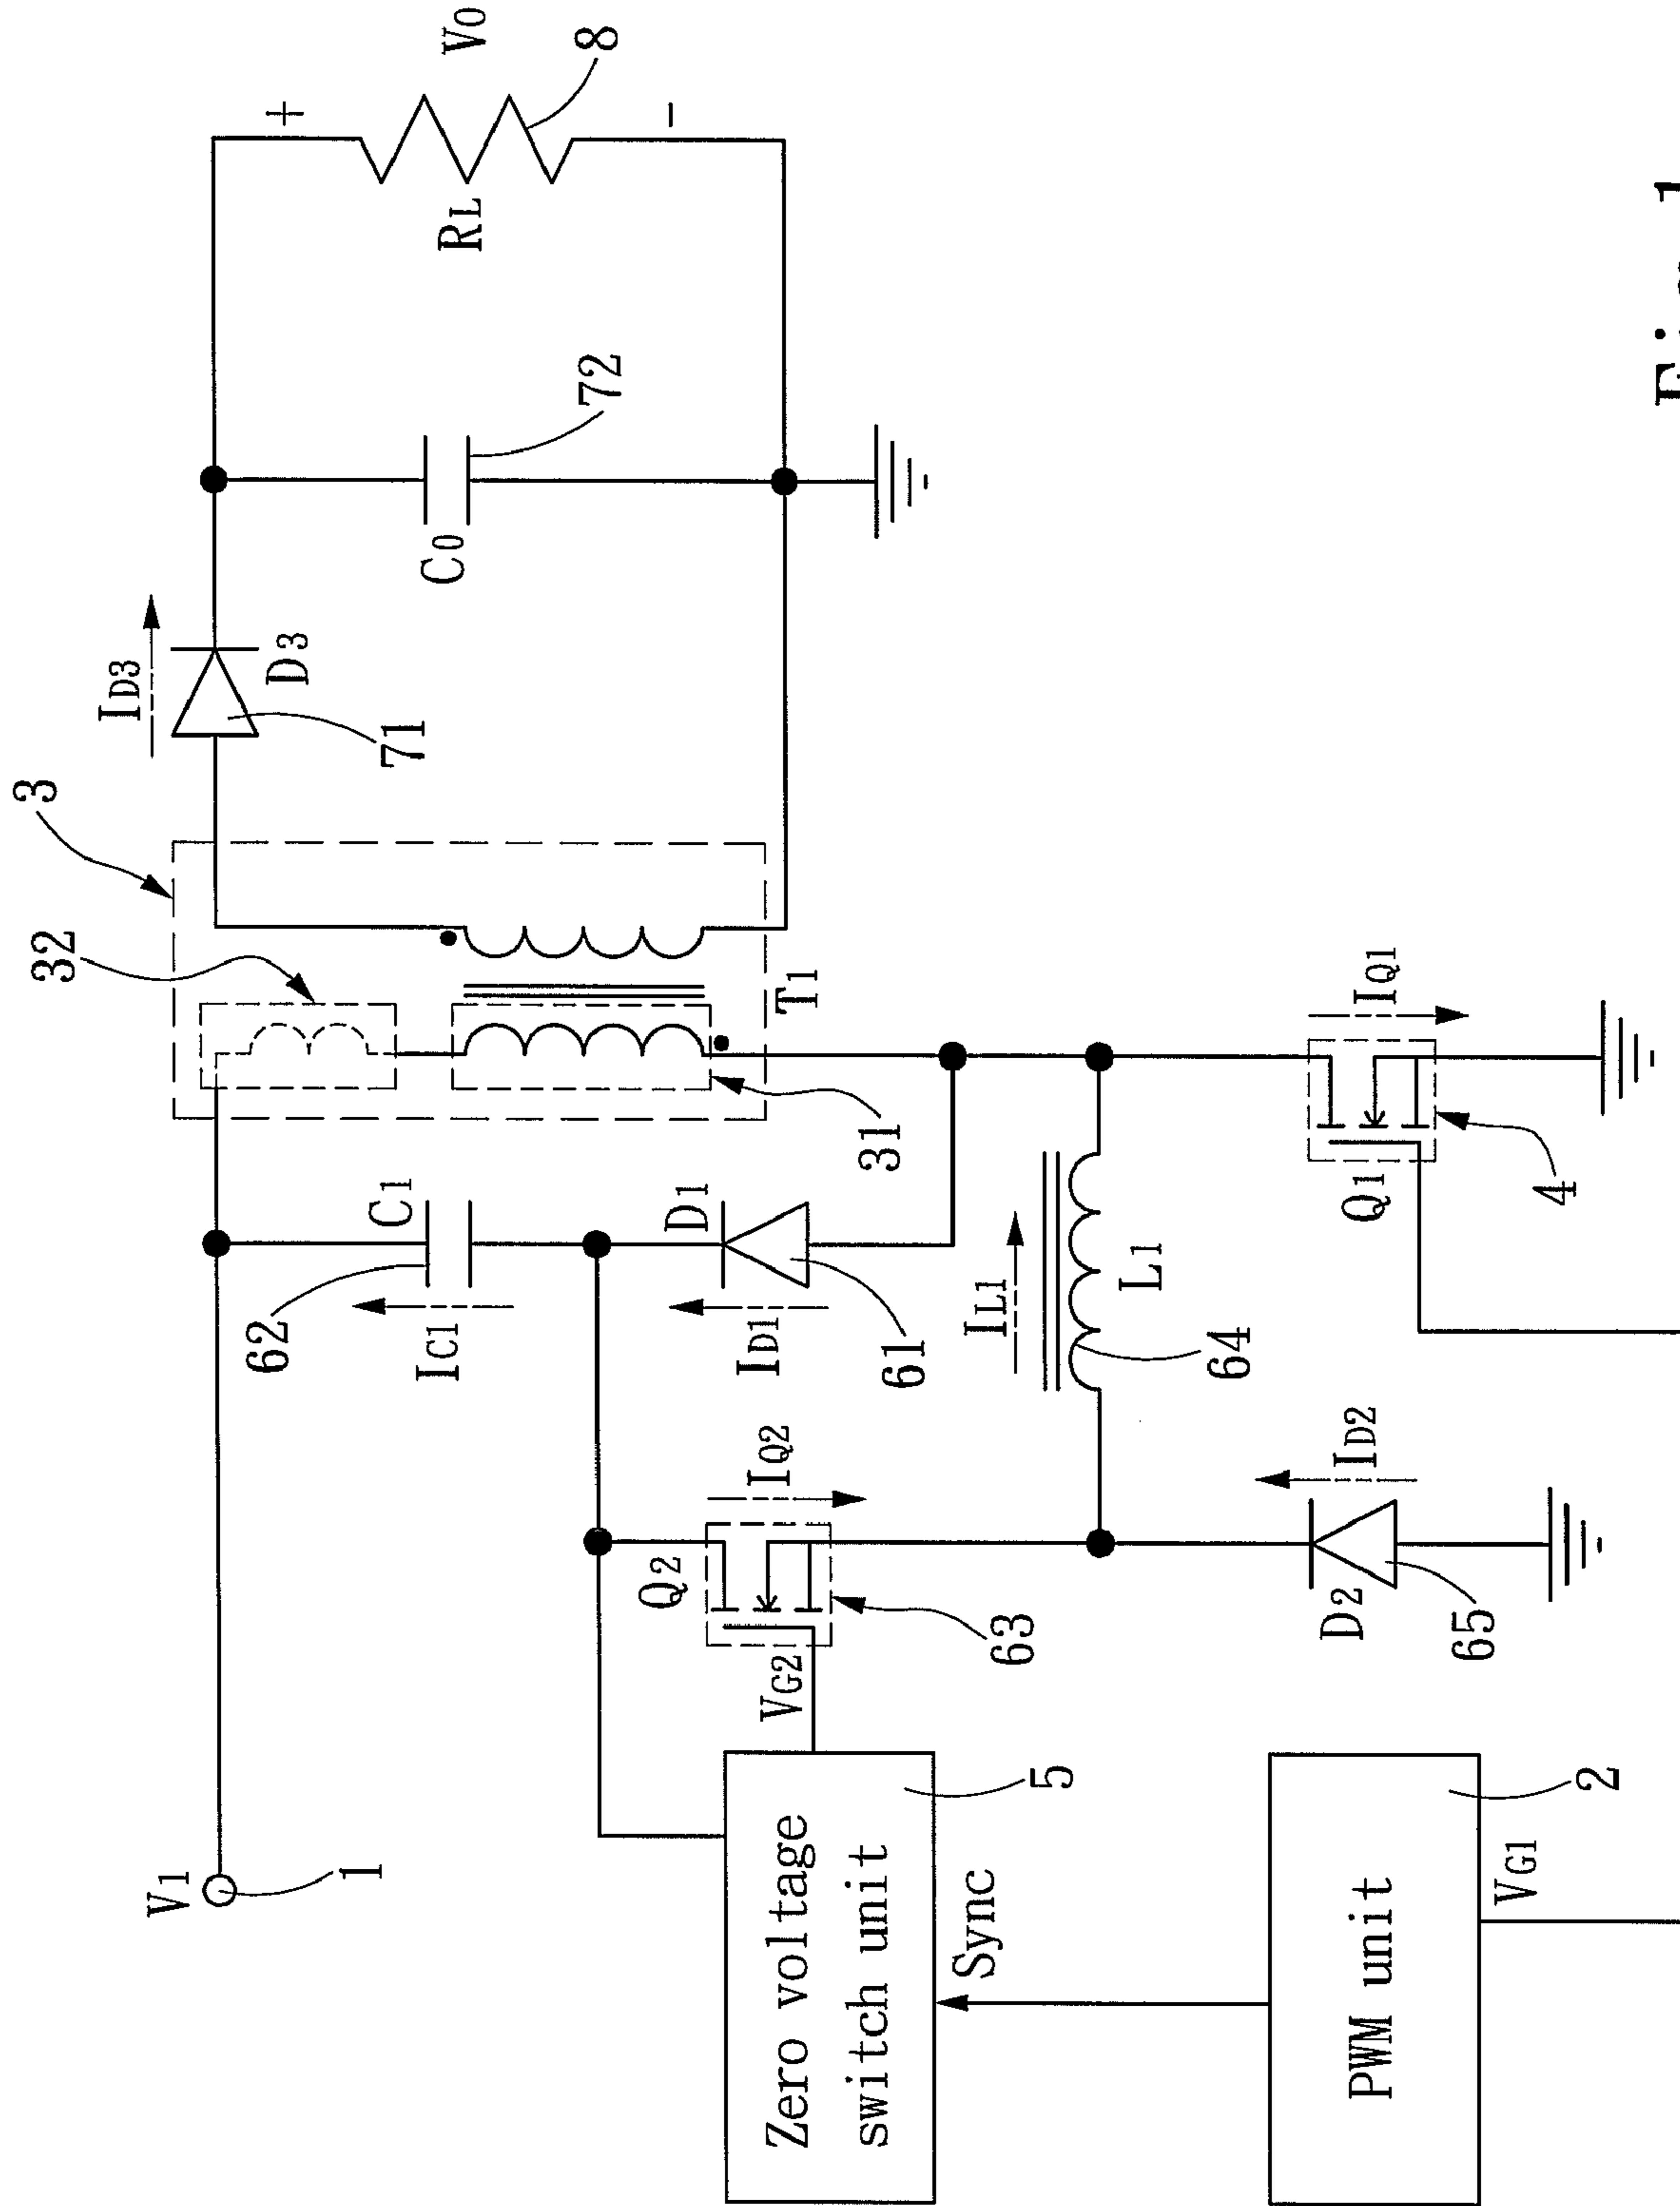 V1
1
Zero voltage
switch unit
5
Sync
PWM unit
2
VG1
VG2
Q2
IQ2
63
D2
ID2
65
62
C1
IC1
D1
ID1
61
IL1
L1
64
3
32
31
T1
Q1
IQ1
4
ID3
D3
71
C0
72
RL
8
+
-
VO